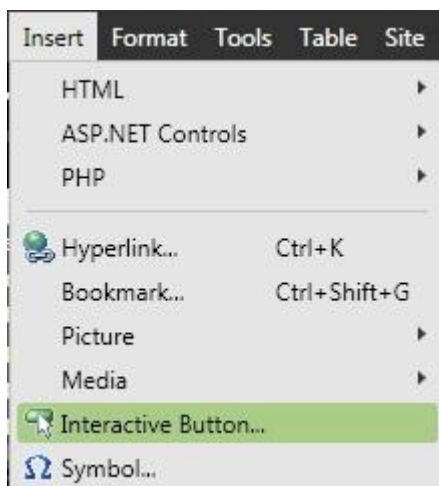 Insert Format Tools Table Site
HTML
ASP.NET Controls
PHP
Hyperlink... Ctrl+K
Bookmark... Ctrl+Shift+G
Picture
Media
Interactive Button...
Symbol...